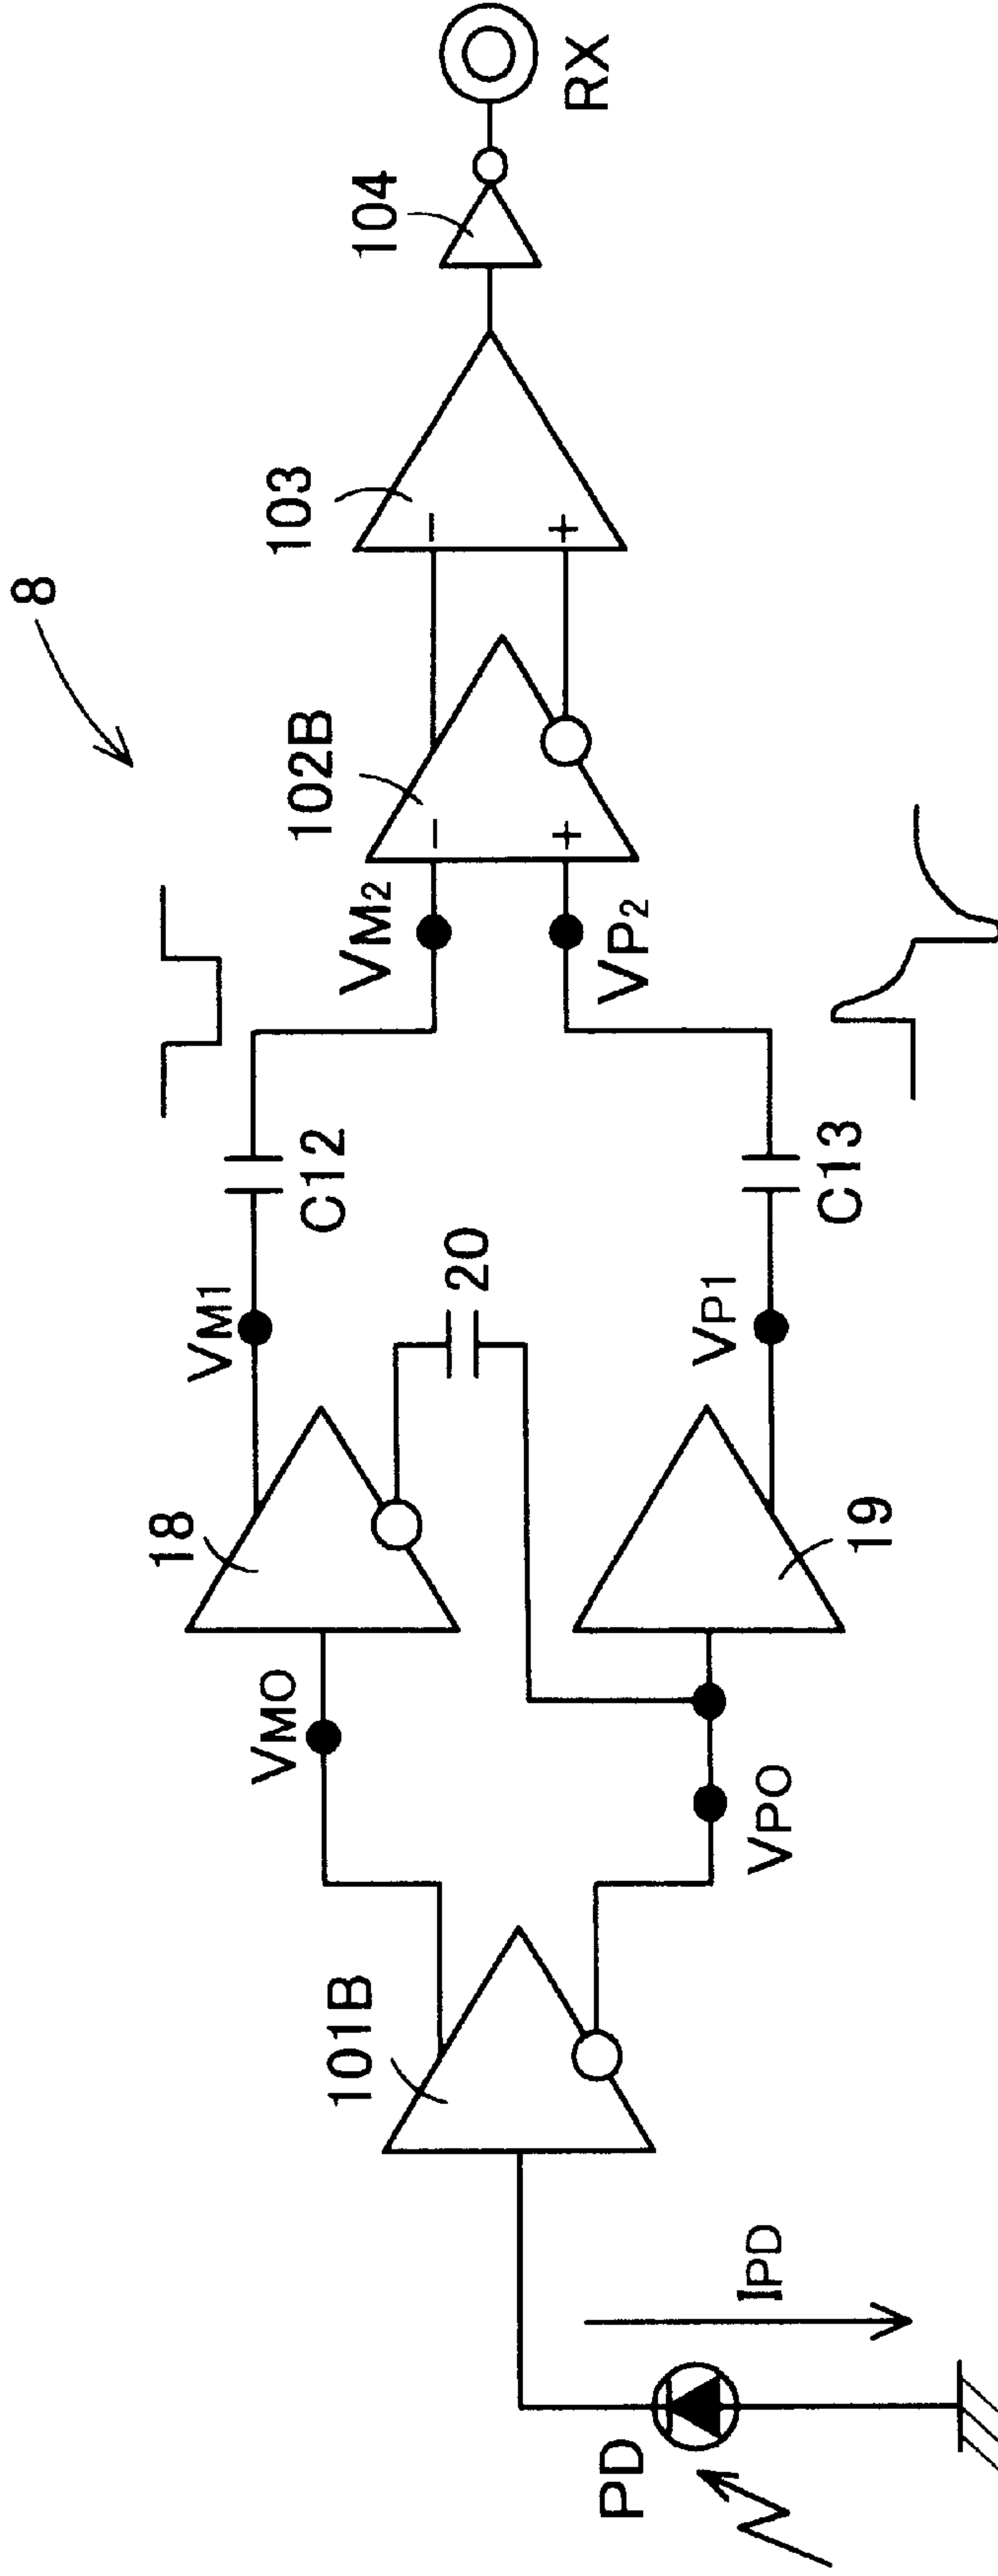 8
PD
IPD
101B
VMO
VPO
18
19
20
VM1
VP1
C12
C13
VM2
VP2
102B
-
+
103
-
+
104
RX